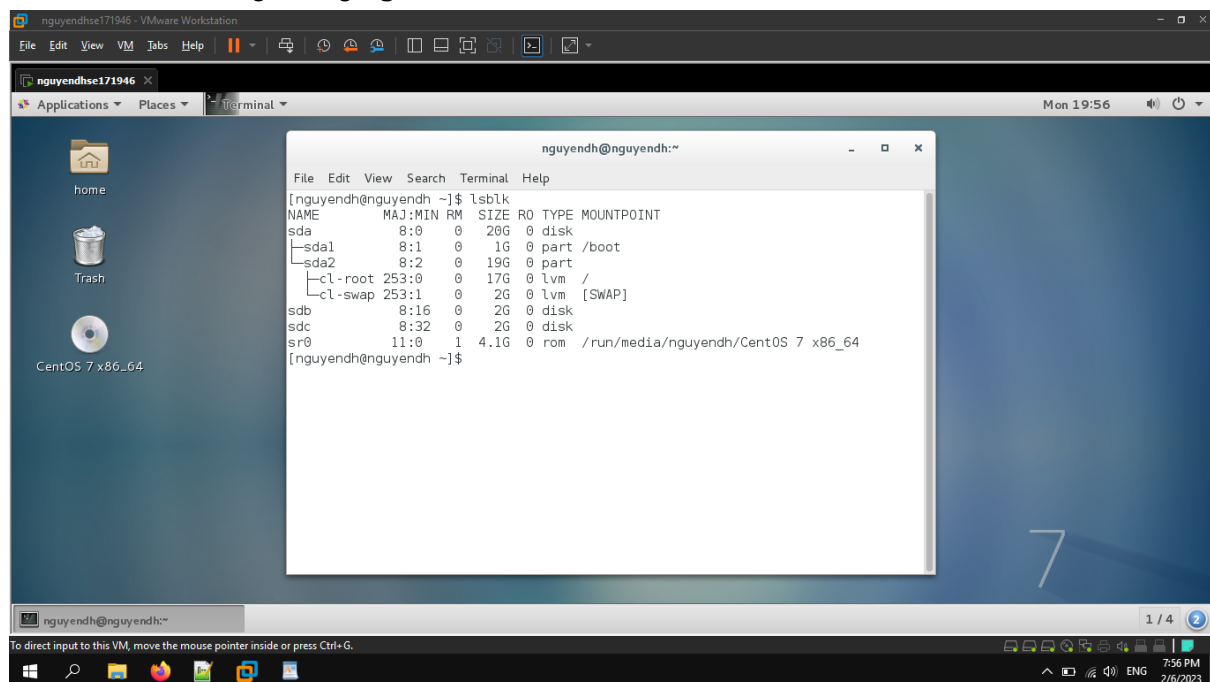 nguyendhse171946 - VMware Workstation
File Edit View VM Tabs Help
nguyendhse171946
Applications Places Terminal Mon 19:56
home
Trash
CentOS 7 x86_64
nguyendh@nguyendh:~
File Edit View Search Terminal Help
[nguyendh@nguyendh ~]$ lsblk
NAME MAJ:MIN RM SIZE RO TYPE MOUNTPOINT
sda 8:0 0 20G 0 disk
├─sda1 8:1 0 1G 0 part /boot
└─sda2 8:2 0 19G 0 part
├─cl-root 253:0 0 17G 0 lvm /
└─cl-swap 253:1 0 2G 0 lvm [SWAP]
sdb 8:16 0 2G 0 disk
sdc 8:32 0 2G 0 disk
sr0 11:0 1 4.1G 0 rom /run/media/nguyendh/CentOS 7 x86_64
[nguyendh@nguyendh ~]$
7
nguyendh@nguyendh:~ 1 / 4 2
To direct input to this VM, move the mouse pointer inside or press Ctrl+G.
ENG 7:56 PM
2/6/2023